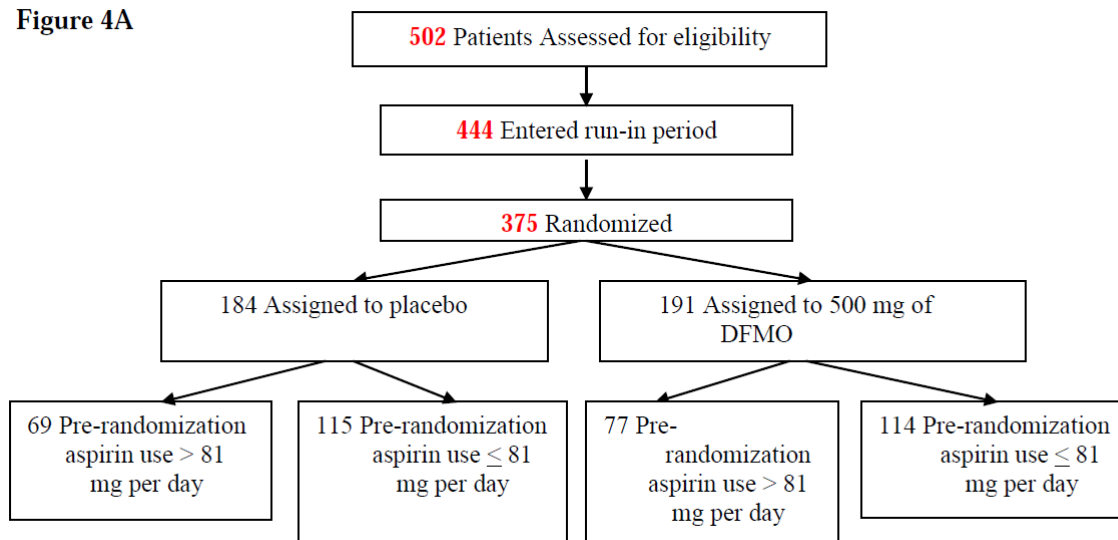 Figure 4A
502 Patients Assessed for eligibility
444 Entered run-in period
375 Randomized
184 Assigned to placebo
191 Assigned to 500 mg of
DFMO
69 Pre-randomization
aspirin use > 81
mg per day
115 Pre-randomization
aspirin use ≤ 81
mg per day
77 Pre-
randomization
aspirin use > 81
mg per day
114 Pre-randomization
aspirin use ≤ 81
mg per day